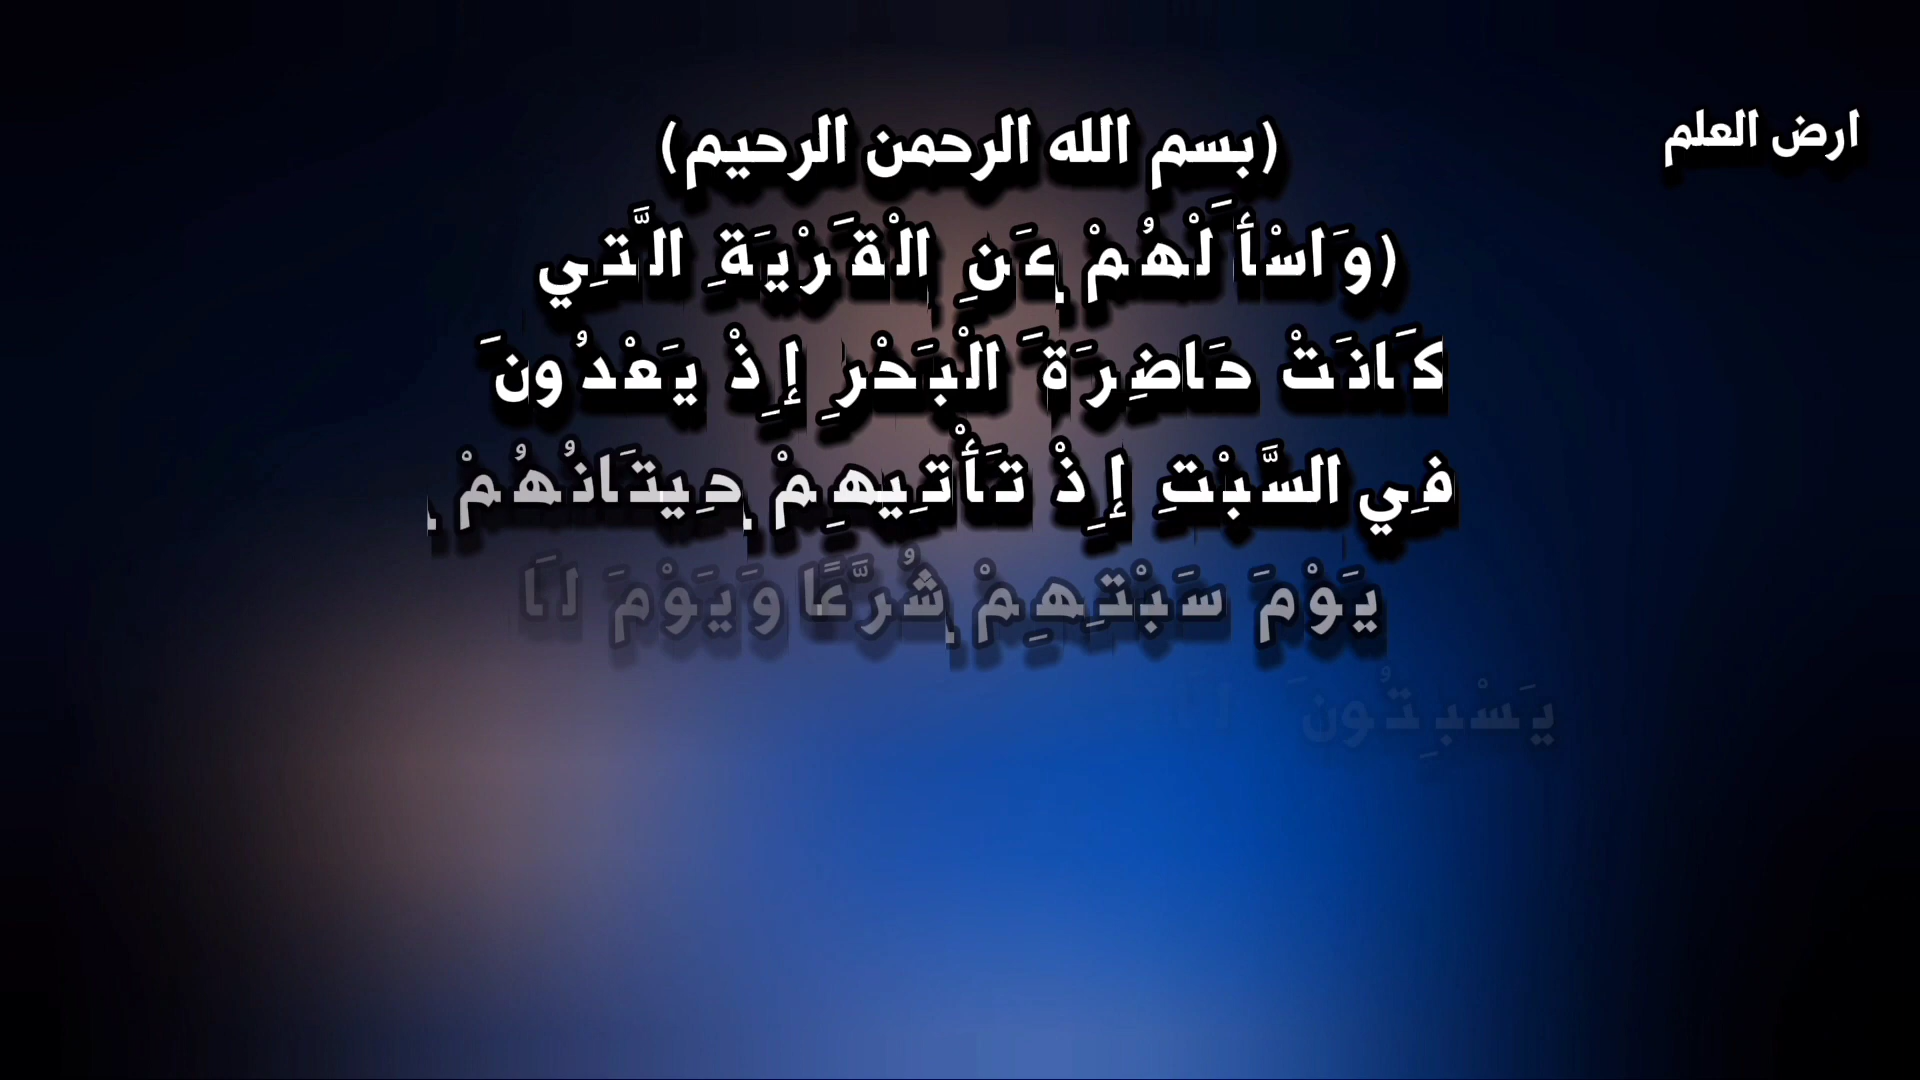 ارض العلم
(بسم الله الرحمن الرحيم)
(وَاسْأَلْهُمْ عَنِ الْقَرْيَةِ الَّتِي
كَانَتْ حَاضِرَةَ الْبَحْرِ إِذْ يَعْدُونَ
فِي السَّبْتِ إِذْ تَأْتِيهِمْ حِيتَانُهُمْ
يَوْمَ سَبْتِهِمْ شُرَّعًا وَيَوْمَ لَا
يَسْبِتُونَ لَا